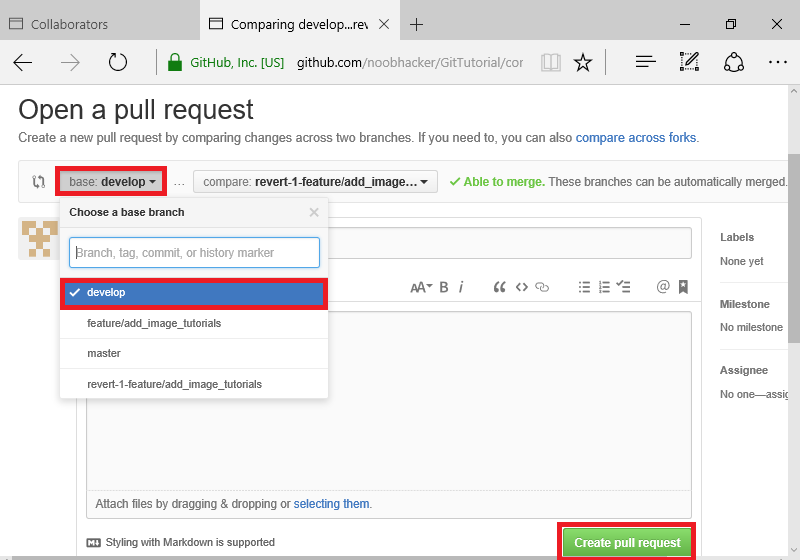 Collaborators
Comparing develop...rev
GitHub, Inc. [US] github.com/noobhacker/GitTutorial/cor
Open a pull request
Create a new pull request by comparing changes across two branches. If you need to, you can also compare across forks.
base: develop ... compare: revert-1-feature/add_image… Able to merge. These branches can be automatically merged.
Choose a base branch
Branch, tag, commit, or history marker
develop
feature/add_image_tutorials
master
revert-1-feature/add_image_tutorials
AA B i
Labels
None yet
Milestone
No milestone
Assignee
No one—assig
Attach files by dragging & dropping or selecting them.
Styling with Markdown is supported
Create pull request